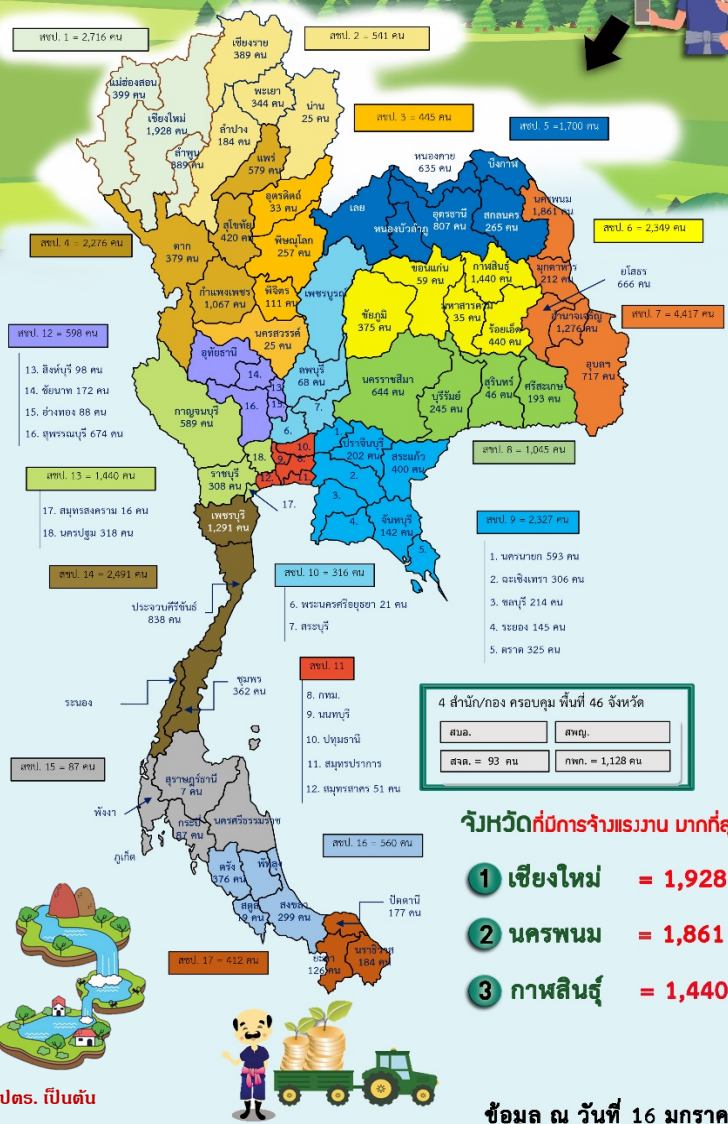 สชป. 1 = 2,716 คน
สชป. 2 = 541 คน
เชียงราย
389 คน
แม่ฮ่องสอน
399 คน
พะเยา
344 คน
น่าน
25 คน
เชียงใหม่
1,928 คน
ลำปาง
184 คน
ลำพูน
889 คน
แพร่
579 คน
สชป. 3 = 445 คน
สชป. 5 =1,700 คน
หนองคาย
635 คน
บึงกาฬ
อุตรดิตถ์
33 คน
เลย
หนองบัวลำภู
อุดรธานี
807 คน
สกลนคร
265 คน
นครพนม
1,861 คน
สชป. 4 = 2,276 คน
ตาก
379 คน
สุโขทัย
420 คน
พิษณุโลก
257 คน
สชป. 6 = 2,349 คน
กำแพงเพชร
1,067 คน
พิจิตร
111 คน
เพชรบูรณ์
ขอนแก่น
59 คน
กาฬสินธุ์
1,440 คน
มุกดาหาร
212 คน
ยโสธร
666 คน
ชัยภูมิ
375 คน
มหาสารคาม
35 คน
ร้อยเอ็ด
440 คน
อำนาจเจริญ
1,276 คน
สชป. 7 = 4,417 คน
สชป. 12 = 598 คน
13. สิงห์บุรี 98 คน
14. ชัยนาท 172 คน
15. อ่างทอง 88 คน
16. สุพรรณบุรี 674 คน
นครสวรรค์
25 คน
อุทัยธานี
14.
13.
15.
16.
ลพบุรี
68 คน
6.
7.
นครราชสีมา
644 คน
บุรีรัมย์
245 คน
สุรินทร์
46 คน
ศรีสะเกษ
193 คน
อุบลฯ
717 คน
กาญจนบุรี
589 คน
สชป. 8 = 1,045 คน
สชป. 13 = 1,440 คน
17. สมุทรสงคราม 16 คน
18. นครปฐม 318 คน
ราชบุรี
308 คน
18.
10.
9.
8.
12.
11.
17.
1.
ปราจีนบุรี
202 คน
สระแก้ว
400 คน
2.
3.
4.
จันทบุรี
142 คน
5.
เพชรบุรี
1,291 คน
สชป. 9 = 2,327 คน
1. นครนายก 593 คน
2. ฉะเชิงเทรา 306 คน
3. ชลบุรี 214 คน
4. ระยอง 145 คน
5. ตราด 325 คน
สชป. 14 = 2,491 คน
ประจวบคีรีขันธ์
838 คน
สชป. 10 = 316 คน
6. พระนครศรีอยุธยา 21 คน
7. สระบุรี
สชป. 11
8. กทม.
9. นนทบุรี
10. ปทุมธานี
11. สมุทรปราการ
12. สมุทรสาคร 51 คน
ระนอง
ชุมพร
362 คน
4 สำนัก/กอง ครอบคุม พื้นที่ 46 จังหวัด
สบอ.
สพญ.
สจด. = 93 คน
กพก. = 1,128 คน
สชป. 15 = 87 คน
สุราษฎร์ธานี
7 คน
พังงา
กระบี่
87 คน
นครศรีธรรมราช
ภูเก็ต
สชป. 16 = 560 คน
ตรัง
376 คน
พัทลุง
สตูล
19 คน
สงขลา
299 คน
ปัตตานี
177 คน
สชป. 17 = 412 คน
ยะลา
126 คน
นราธิวาส
184 คน
จังหวัดที่มีการจ้างแรงงาน มากที่สุ
1 เชียงใหม่ = 1,928
2 นครพนม = 1,861
3 กาฬสินธุ์ = 1,440
ปตร. เป็นต้น
ข้อมูล ณ วันที่ 16 มกราค